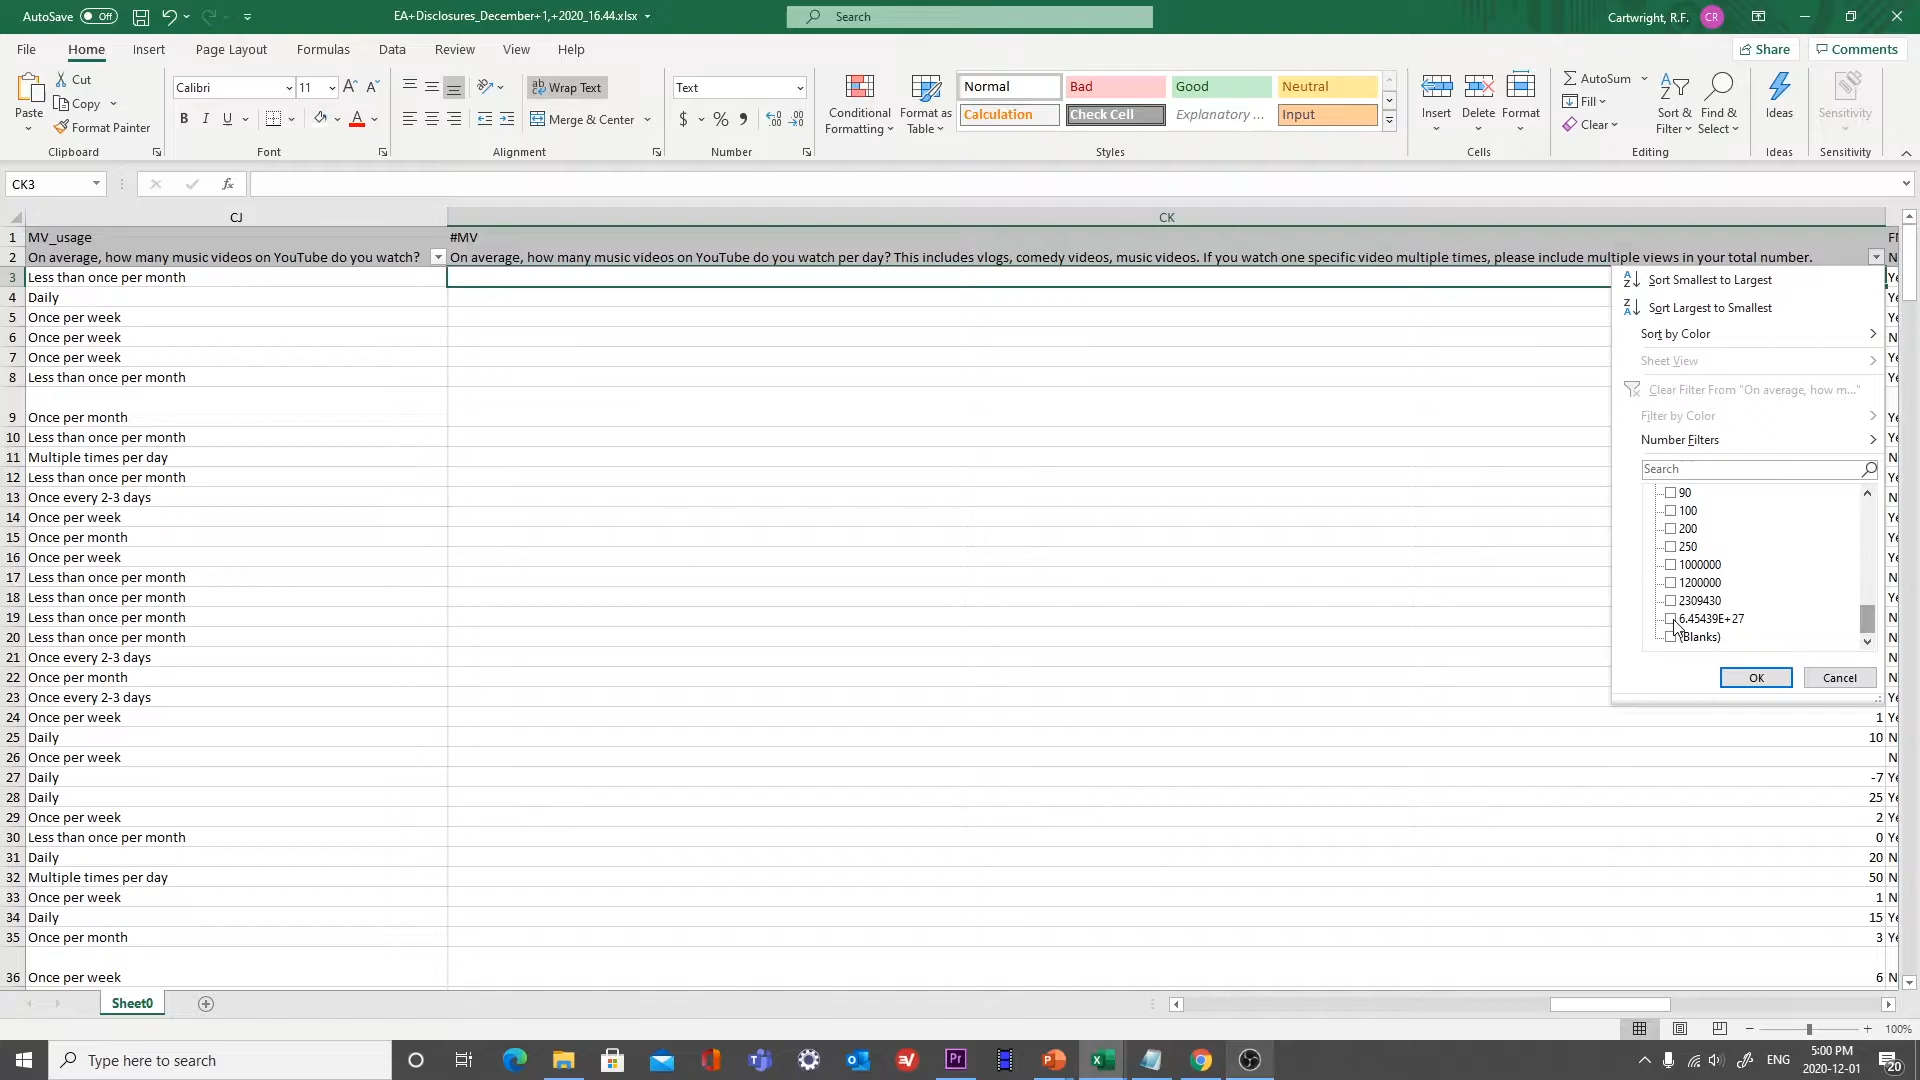 AutoSave Off EA+Disclosures_December+1,+2020_16.44.xlsx Search Cartwright, R.F. CR
File Home Insert Page Layout Formulas Data Review View Help Share Comments
Paste Cut Copy Format Painter Clipboard
Calibri 11 A A B I U A Font
Wrap Text Merge & Center Alignment
Text $ % Number
Conditional Formatting Format as Table Normal Bad Good Neutral Calculation Check Cell Explanatory ... Input Styles
Insert Delete Format Cells
AutoSum Fill Clear Sort & Filter Find & Select Editing
Ideas Ideas Sensitivity Sensitivity
CK3 fx
CJ CK
1 MV_usage #MV
2 On average, how many music videos on YouTube do you watch? On average, how many music videos on YouTube do you watch per day? This includes vlogs, comedy videos, music videos. If you watch one specific video multiple times, please include multiple views in your total number.
3 Less than once per month
4 Daily
5 Once per week
6 Once per week
7 Once per week
8 Less than once per month
9 Once per month
10 Less than once per month
11 Multiple times per day
12 Less than once per month
13 Once every 2-3 days
14 Once per week
15 Once per month
16 Once per week
17 Less than once per month
18 Less than once per month
19 Less than once per month
20 Less than once per month
21 Once every 2-3 days
22 Once per month
23 Once every 2-3 days
24 Once per week 1
25 Daily 10
26 Once per week
27 Daily -7
28 Daily 25
29 Once per week 2
30 Less than once per month 0
31 Daily 20
32 Multiple times per day 50
33 Once per week 1
34 Daily 15
35 Once per month 3
36 Once per week 6
Sort Smallest to Largest
Sort Largest to Smallest
Sort by Color
Sheet View
Clear Filter From "On average, how m..."
Filter by Color
Number Filters
Search
90
100
200
250
1000000
1200000
2309430
6.45439E+27
(Blanks)
OK Cancel
Sheet0
100%
Type here to search
ENG 5:00 PM
2020-12-01 20